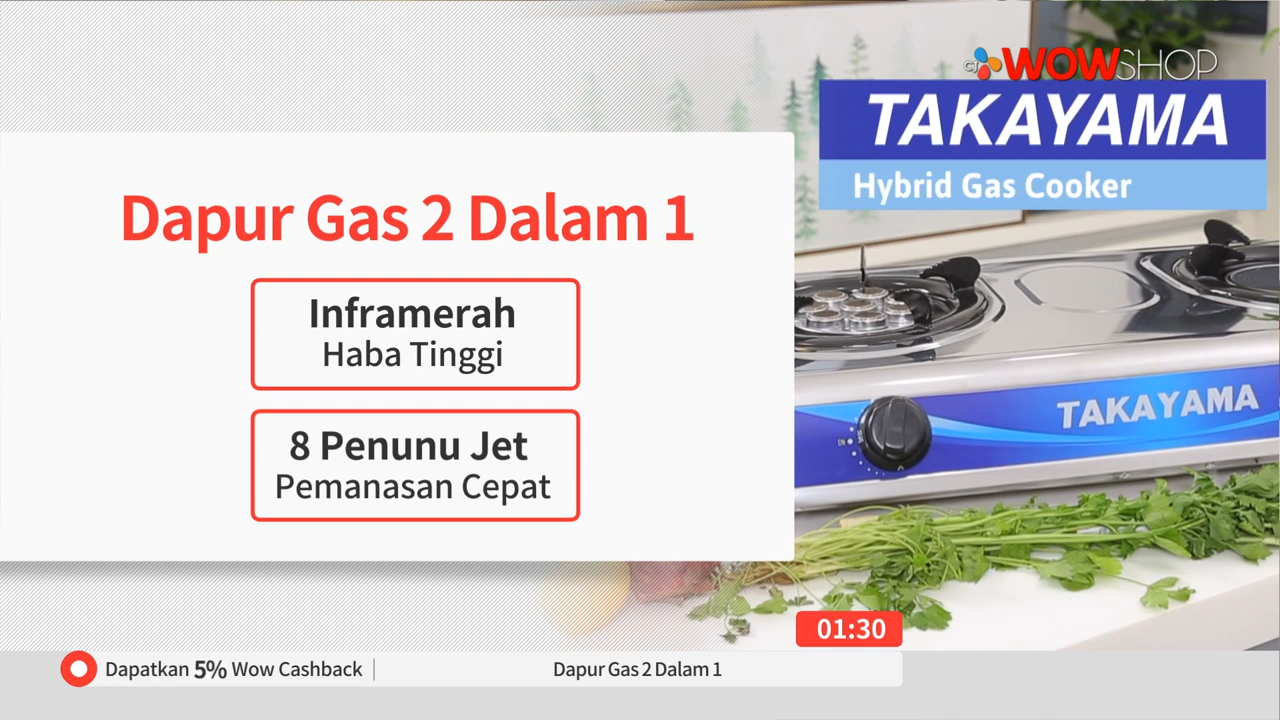 CJ WOWSHOP
TAKAYAMA
Hybrid Gas Cooker
Dapur Gas 2 Dalam 1
Inframerah
Haba Tinggi
8 Penunu Jet
Pemanasan Cepat
TAKAYAMA
01:30
Dapatkan 5% Wow Cashback
Dapur Gas 2 Dalam 1